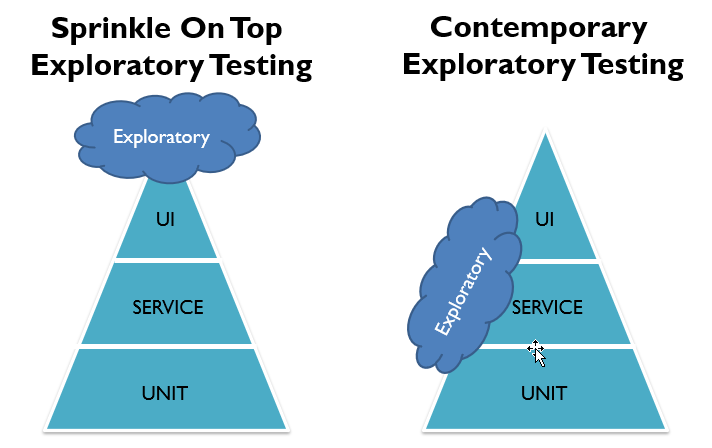 Sprinkle On Top
Exploratory Testing
Exploratory
UI
SERVICE
UNIT
Contemporary
Exploratory Testing
Exploratory
UI
SERVICE
UNIT